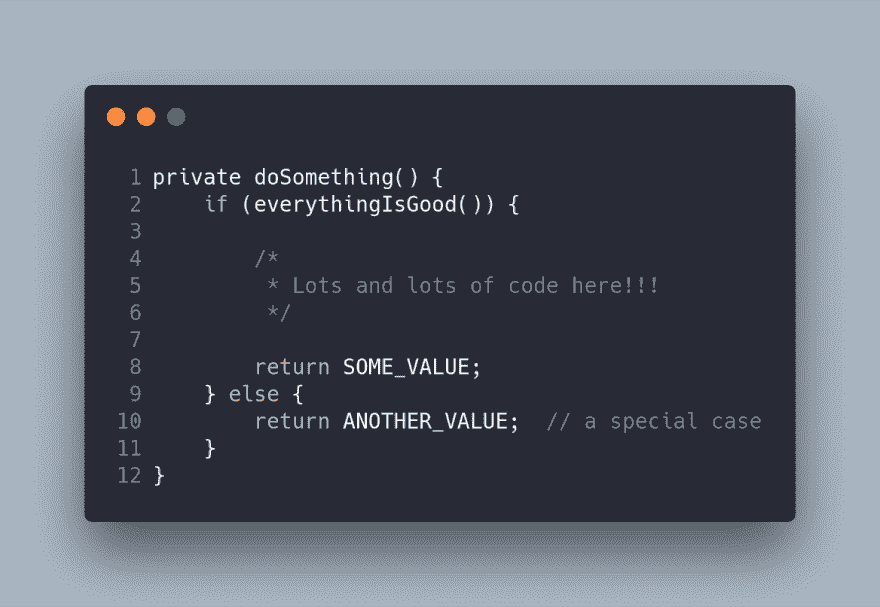 1 private doSomething() {
2     if (everythingIsGood()) {
3
4         /*
5          * Lots and lots of code here!!!
6          */
7
8         return SOME_VALUE;
9     } else {
10         return ANOTHER_VALUE;  // a special case
11     }
12 }